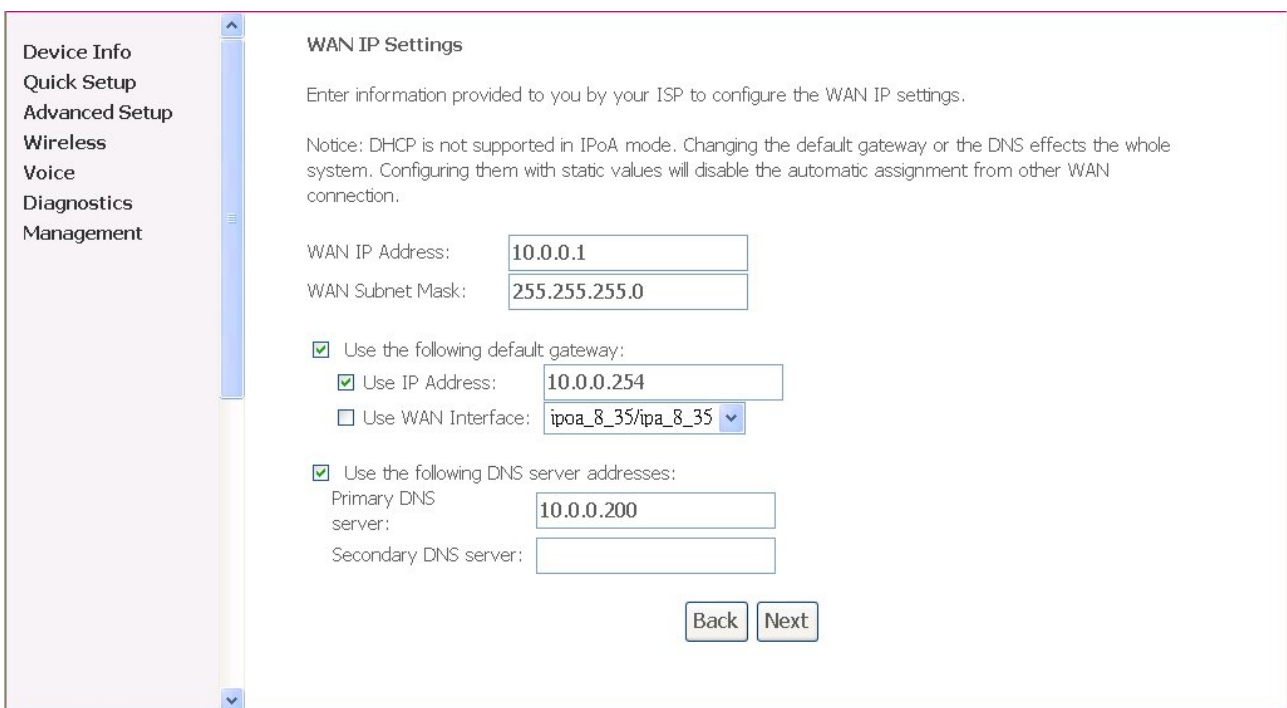 Device Info
Quick Setup
Advanced Setup
Wireless
Voice
Diagnostics
Management
WAN IP Settings
Enter information provided to you by your ISP to configure the WAN IP settings.
Notice: DHCP is not supported in IPoA mode. Changing the default gateway or the DNS effects the whole
system. Configuring them with static values will disable the automatic assignment from other WAN
connection.
WAN IP Address: 10.0.0.1
WAN Subnet Mask: 255.255.255.0
Use the following default gateway:
Use IP Address: 10.0.0.254
Use WAN Interface: ipoa_8_35/ipa_8_35
Use the following DNS server addresses:
Primary DNS
server: 10.0.0.200
Secondary DNS server:
Back Next